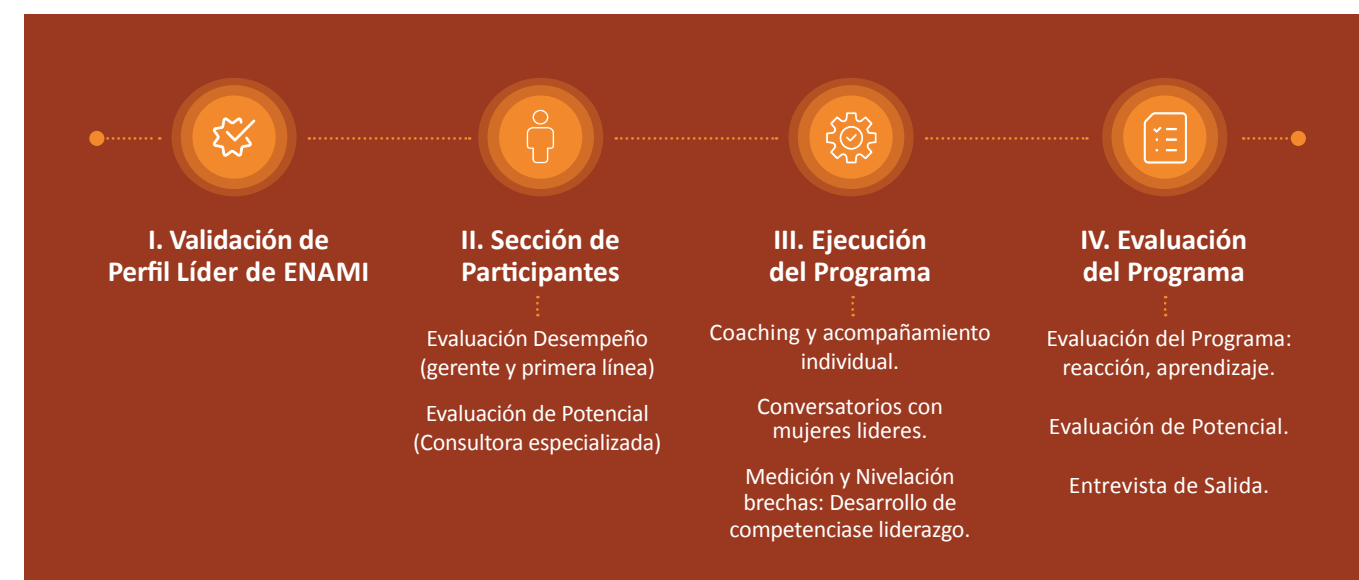 I. Validación de
Perfil Líder de ENAMI
II. Sección de
Participantes
Evaluación Desempeño
(gerente y primera línea)
Evaluación de Potencial
(Consultora especializada)
III. Ejecución
del Programa
Coaching y acompañamiento
individual.
Conversatorios con
mujeres lideres.
Medición y Nivelación
brechas: Desarrollo de
competenciase liderazgo.
IV. Evaluación
del Programa
Evaluación del Programa:
reacción, aprendizaje.
Evaluación de Potencial.
Entrevista de Salida.